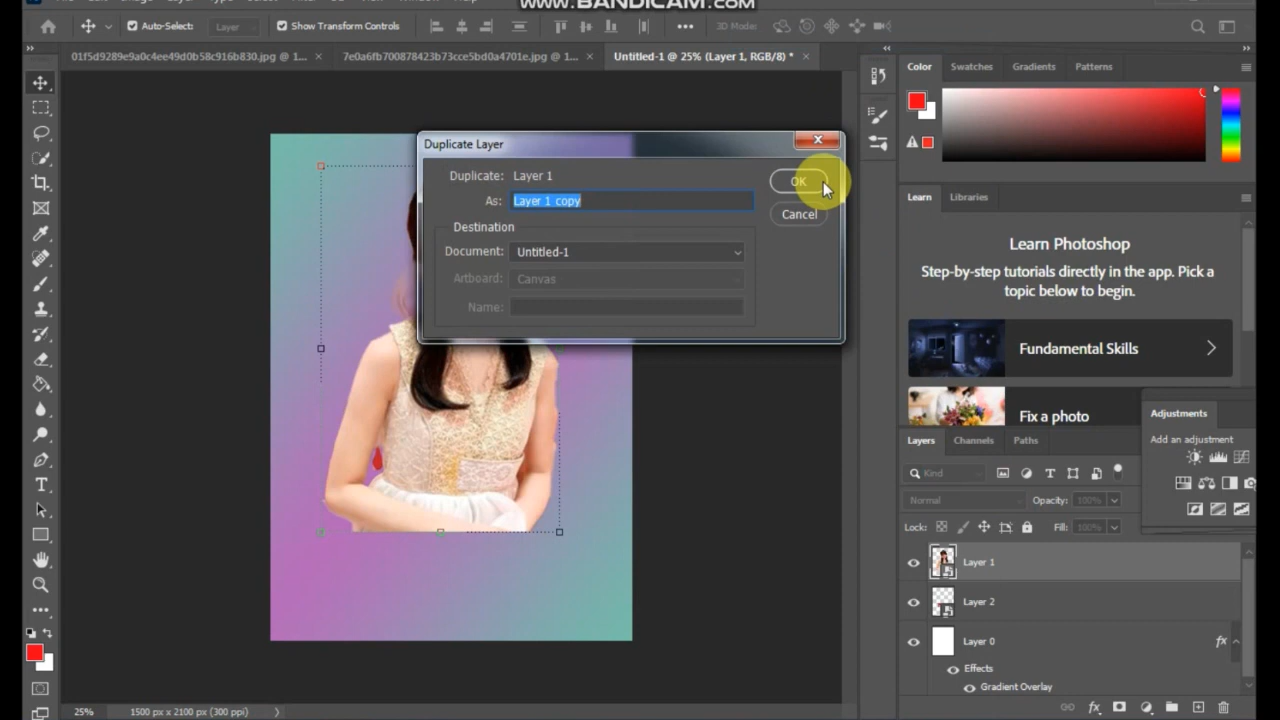 www.BANDICAM.com
Auto-Select:
Layer
Show Transform Controls
3D Mode:
01f5d9289e9a0c4ee49d0b58c916b830.jpg @ 1...
7e0a6fb700878423b73cce5bd0a4701e.jpg @ 1...
Untitled-1 @ 25% (Layer 1, RGB/8) *
Color
Swatches
Gradients
Patterns
Duplicate Layer
Duplicate: Layer 1
OK
As: Layer 1 copy
Cancel
Destination
Document: Untitled-1
Artboard: Canvas
Name:
Learn
Libraries
Learn Photoshop
Step-by-step tutorials directly in the app. Pick a
topic below to begin.
Fundamental Skills
Fix a photo
Adjustments
Add an adjustment
Layers
Channels
Paths
Kind
Normal
Opacity: 100%
Lock:
Fill: 100%
Layer 1
Layer 2
Layer 0
fx
Effects
Gradient Overlay
25%
1500 px x 2100 px (300 ppi)
fx